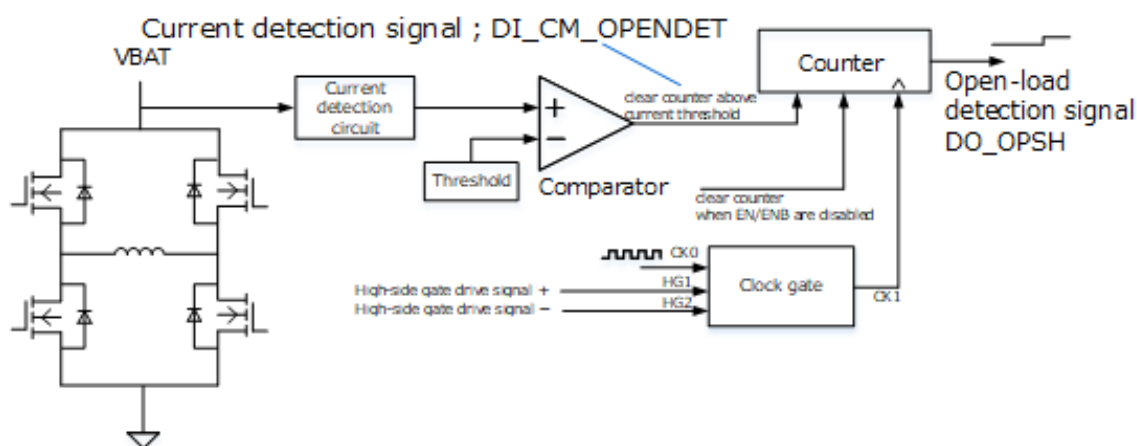 Current detection signal ; DI_CM_OPENDET
VBAT
Current
detection
circuit
Threshold
+
−
Comparator
clear counter above
current threshold
Counter
Open-load
detection signal
DO_OPSH
clear counter
when EN/ENB are disabled
CK0
High-side gate drive signal +
HG1
High-side gate drive signal −
HG2
Clock gate
CK1